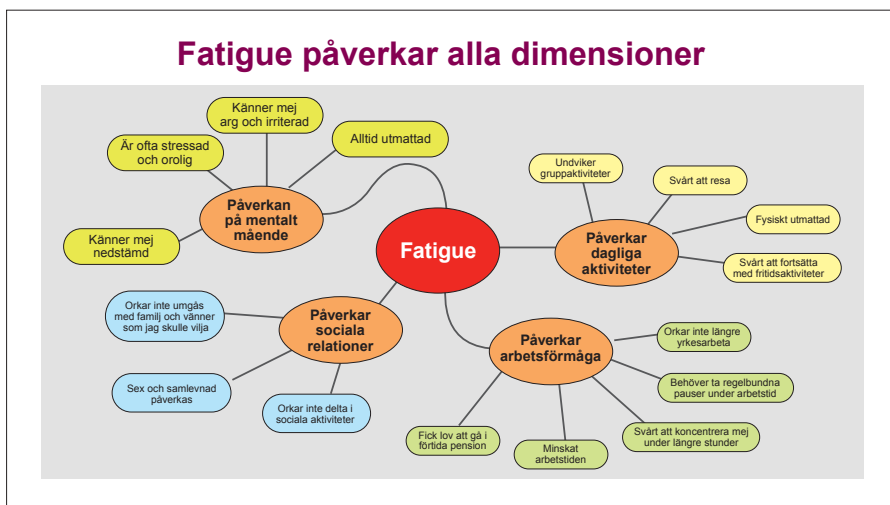 Fatigue påverkar alla dimensioner
Känner mej
arg och irriterad
Är ofta stressad
och orolig
Alltid utmattad
Påverkan
på mentalt
mående
Känner mej
nedstämd
Fatigue
Undviker
gruppaktiviteter
Svårt att resa
Fysiskt utmattad
Påverkar
dagliga
aktiviteter
Svårt att fortsätta
med fritidsaktiviteter
Orkar inte umgås
med familj och vänner
som jag skulle vilja
Påverkar
sociala
relationer
Sex och samlevnad
påverkas
Orkar inte delta i
sociala aktiviteter
Påverkar
arbetsförmåga
Orkar inte längre
yrkesarbeta
Behöver ta regelbundna
pauser under arbetstid
Svårt att koncentrera mej
under längre stunder
Minskat
arbetstiden
Fick lov att gå i
förtida pension